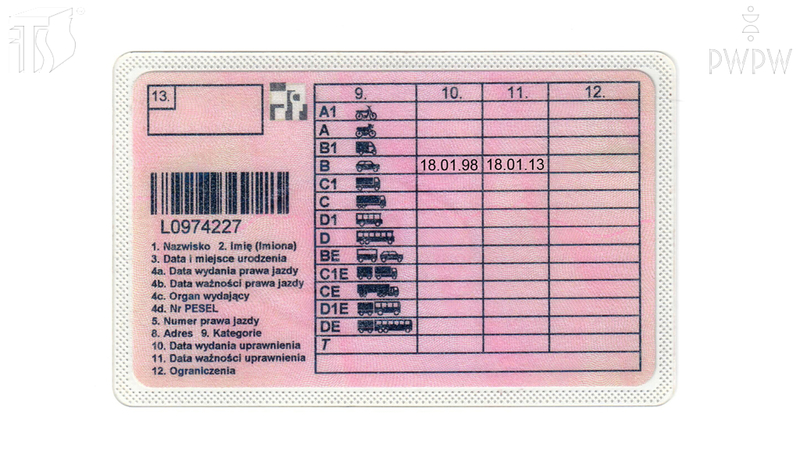 PWPW
13.
9. 10. 11. 12.
A1
A
B1
B 18.01.98 18.01.13
C1
C
D1
D
BE
C1E
CE
D1E
DE
T
L0974227
1. Nazwisko 2. Imię (Imiona)
3. Data i miejsce urodzenia
4a. Data wydania prawa jazdy
4b. Data ważności prawa jazdy
4c. Organ wydający
4d. Nr PESEL
5. Numer prawa jazdy
8. Adres 9. Kategorie
10. Data wydania uprawnienia
11. Data ważności uprawnienia
12. Ograniczenia